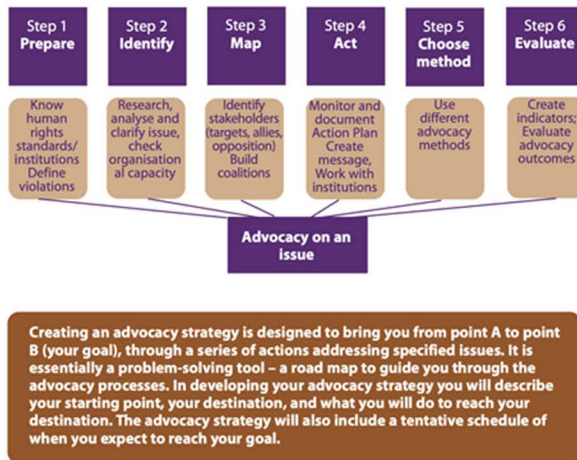 Step 1
Prepare
Step 2
Identify
Step 3
Map
Step 4
Act
Step 5
Choose
method
Step 6
Evaluate
Know
human
rights
standards/
institutions
Define
violations
Research,
analyse and
clarify issue,
check
organisation
al capacity
Identify
stakeholders
(targets, allies,
opposition)
Build
coalitions
Monitor and
document
Action Plan
Create
message,
Work with
institutions
Use
different
advocacy
methods
Create
indicators;
Evaluate
advocacy
outcomes
Advocacy on an
issue
Creating an advocacy strategy is designed to bring you from point A to point
B (your goal), through a series of actions addressing specified issues. It is
essentially a problem-solving tool – a road map to guide you through the
advocacy processes. In developing your advocacy strategy you will describe
your starting point, your destination, and what you will do to reach your
destination. The advocacy strategy will also include a tentative schedule of
when you expect to reach your goal.